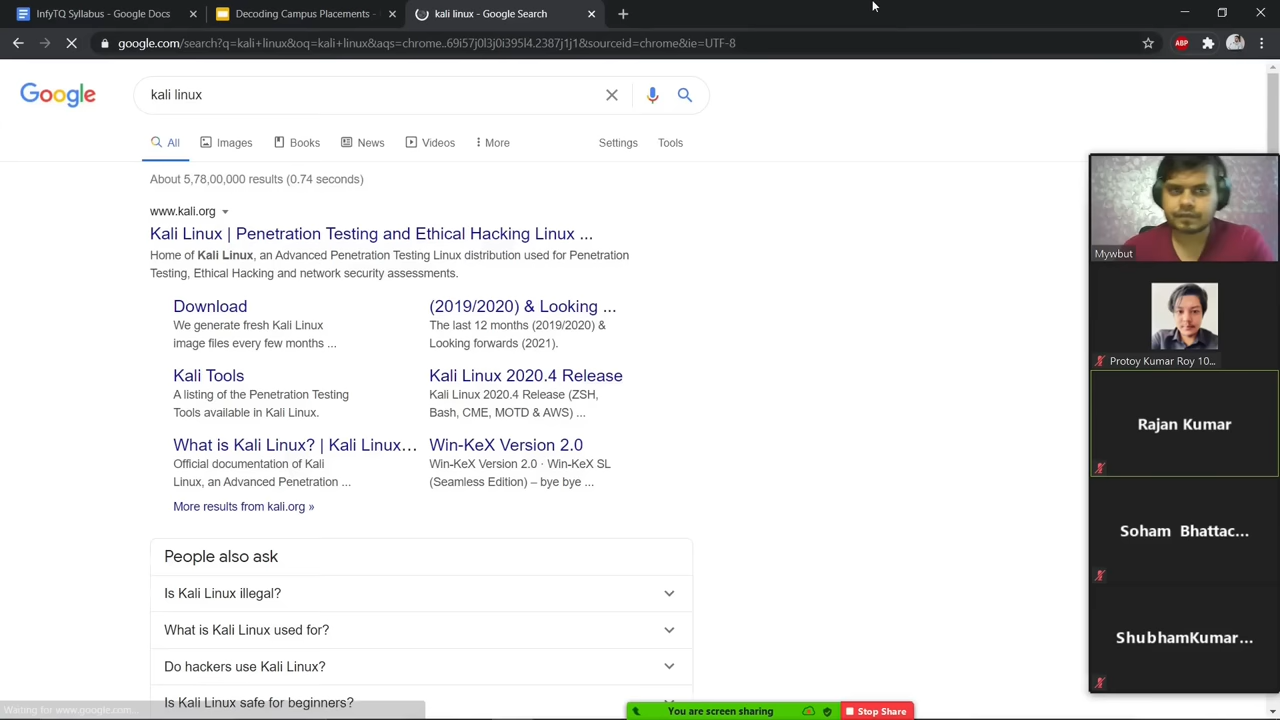 InfyTQ Syllabus - Google Docs
Decoding Campus Placements -
kali linux - Google Search
google.com/search?q=kali+linux&oq=kali+linux&aqs=chrome..69i57j0l3j0i395l4.2387j1j1&sourceid=chrome&ie=UTF-8
ABP
Google
kali linux
All
Images
Books
News
Videos
More
Settings
Tools
About 5,78,00,000 results (0.74 seconds)
www.kali.org
Kali Linux | Penetration Testing and Ethical Hacking Linux ...
Home of Kali Linux, an Advanced Penetration Testing Linux distribution used for Penetration
Testing, Ethical Hacking and network security assessments.
Download
We generate fresh Kali Linux
image files every few months ...
(2019/2020) & Looking ...
The last 12 months (2019/2020) &
Looking forwards (2021).
Kali Tools
A listing of the Penetration Testing
Tools available in Kali Linux.
Kali Linux 2020.4 Release
Kali Linux 2020.4 Release (ZSH,
Bash, CME, MOTD & AWS) ...
What is Kali Linux? | Kali Linux...
Official documentation of Kali
Linux, an Advanced Penetration ...
Win-KeX Version 2.0
Win-KeX Version 2.0 · Win-KeX SL
(Seamless Edition) – bye bye ...
More results from kali.org »
People also ask
Is Kali Linux illegal?
What is Kali Linux used for?
Do hackers use Kali Linux?
Is Kali Linux safe for beginners?
Waiting for www.google.com...
You are screen sharing
Stop Share
Mywbut
Protoy Kumar Roy 10...
Rajan Kumar
Soham Bhattac...
ShubhamKumar...